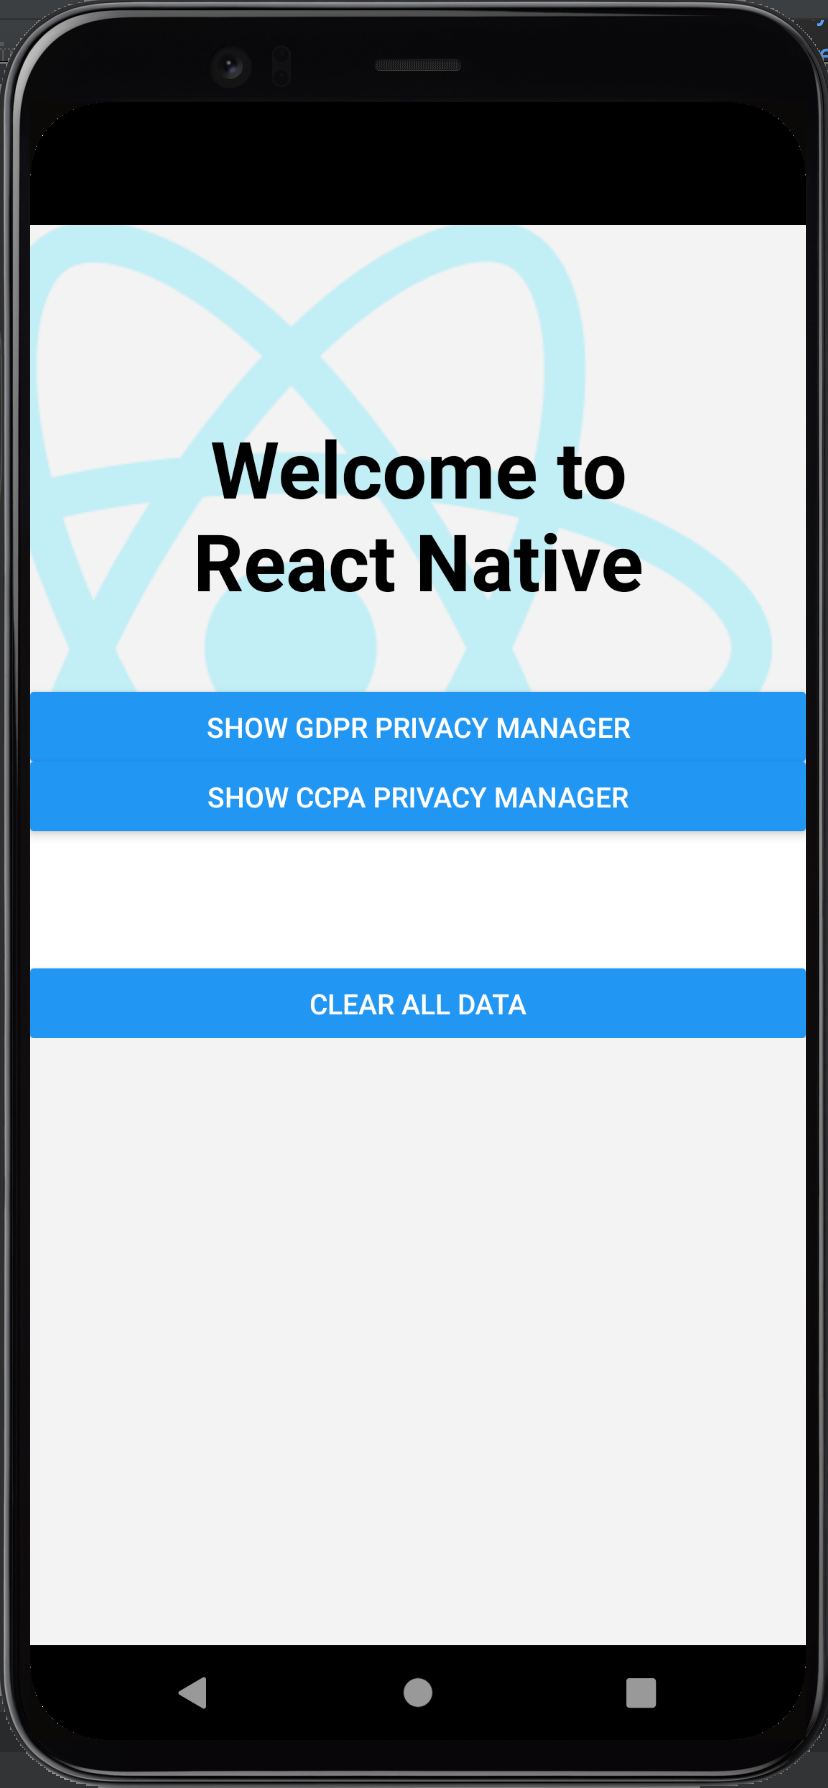 Welcome to
React Native
SHOW GDPR PRIVACY MANAGER
SHOW CCPA PRIVACY MANAGER
CLEAR ALL DATA